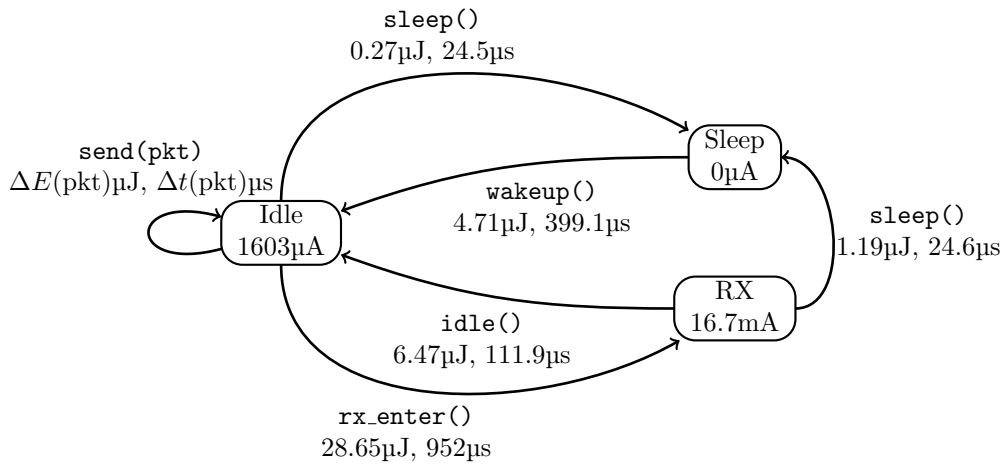 sleep()
0.27µJ, 24.5µs
Sleep
0µA
send(pkt)
ΔE(pkt)µJ, Δt(pkt)µs
wakeup()
4.71µJ, 399.1µs
sleep()
1.19µJ, 24.6µs
Idle
1603µA
RX
16.7mA
idle()
6.47µJ, 111.9µs
rx_enter()
28.65µJ, 952µs